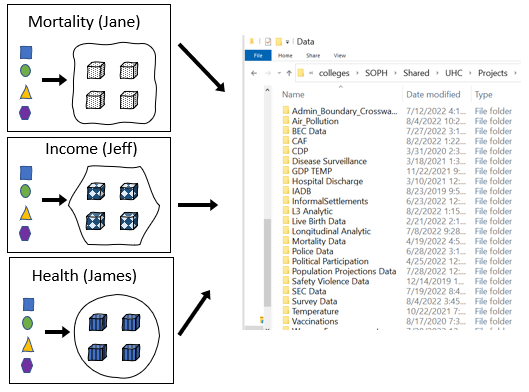 Mortality (Jane)
Income (Jeff)
Health (James)
Data
File Home Share View
colleges > SOPH > Shared > UHC > Projects >
Name Date modified Type
Admin_Boundary_Crosswa... 7/12/2022 4:1... File folder
Air_Pollution 8/4/2022 10:2... File folder
BEC Data 7/27/2022 3:1... File folder
CAF 8/2/2022 1:22... File folder
CDP 3/31/2020 2:3... File folder
Disease Surveillance 3/18/2021 1:3... File folder
GDP TEMP 11/22/2021 9:... File folder
Hospital Discharge 3/10/2021 12:... File folder
IADB 8/23/2019 9:5... File folder
InformalSettlements 6/23/2022 12:... File folder
L3 Analytic 8/2/2022 1:15... File folder
Live Birth Data 2/21/2022 2:1... File folder
Longitudinal Analytic 7/8/2022 9:28... File folder
Mortality Data 4/19/2022 4:5... File folder
Police Data 6/28/2022 3:1... File folder
Political Participation 4/25/2022 12:... File folder
Population Projections Data 7/28/2022 12:... File folder
Safety Violence Data 12/14/2019 1... File folder
SEC Data 7/19/2022 8:4... File folder
Survey Data 8/4/2022 3:45... File folder
Temperature 10/22/2021 7:... File folder
Vaccinations 8/17/2020 7:3... File folder